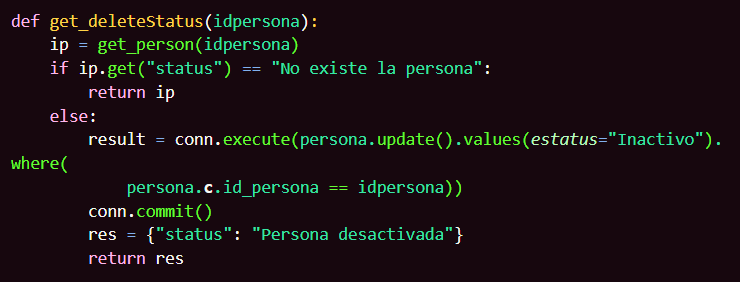 def get_deleteStatus(idpersona):
    ip = get_person(idpersona)
    if ip.get("status") == "No existe la persona":
        return ip
    else:
        result = conn.execute(persona.update().values(estatus="Inactivo").
where(
            persona.c.id_persona == idpersona))
        conn.commit()
        res = {"status": "Persona desactivada"}
        return res